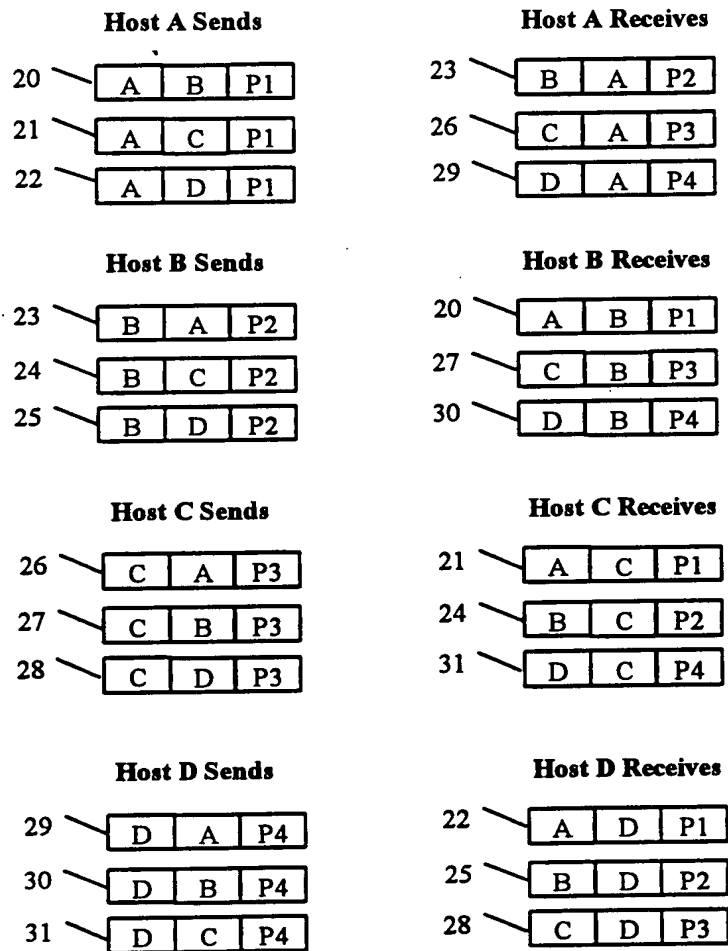 Host A Sends
20 A B P1
21 A C P1
22 A D P1
Host A Receives
23 B A P2
26 C A P3
29 D A P4
Host B Sends
23 B A P2
24 B C P2
25 B D P2
Host B Receives
20 A B P1
27 C B P3
30 D B P4
Host C Sends
26 C A P3
27 C B P3
28 C D P3
Host C Receives
21 A C P1
24 B C P2
31 D C P4
Host D Sends
29 D A P4
30 D B P4
31 D C P4
Host D Receives
22 A D P1
25 B D P2
28 C D P3